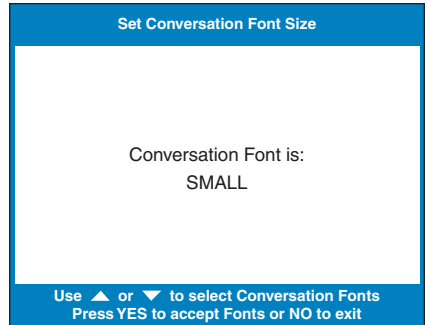 Set Conversation Font Size
Conversation Font is:
SMALL
Use ▲ or ▼ to select Conversation Fonts
Press YES to accept Fonts or NO to exit